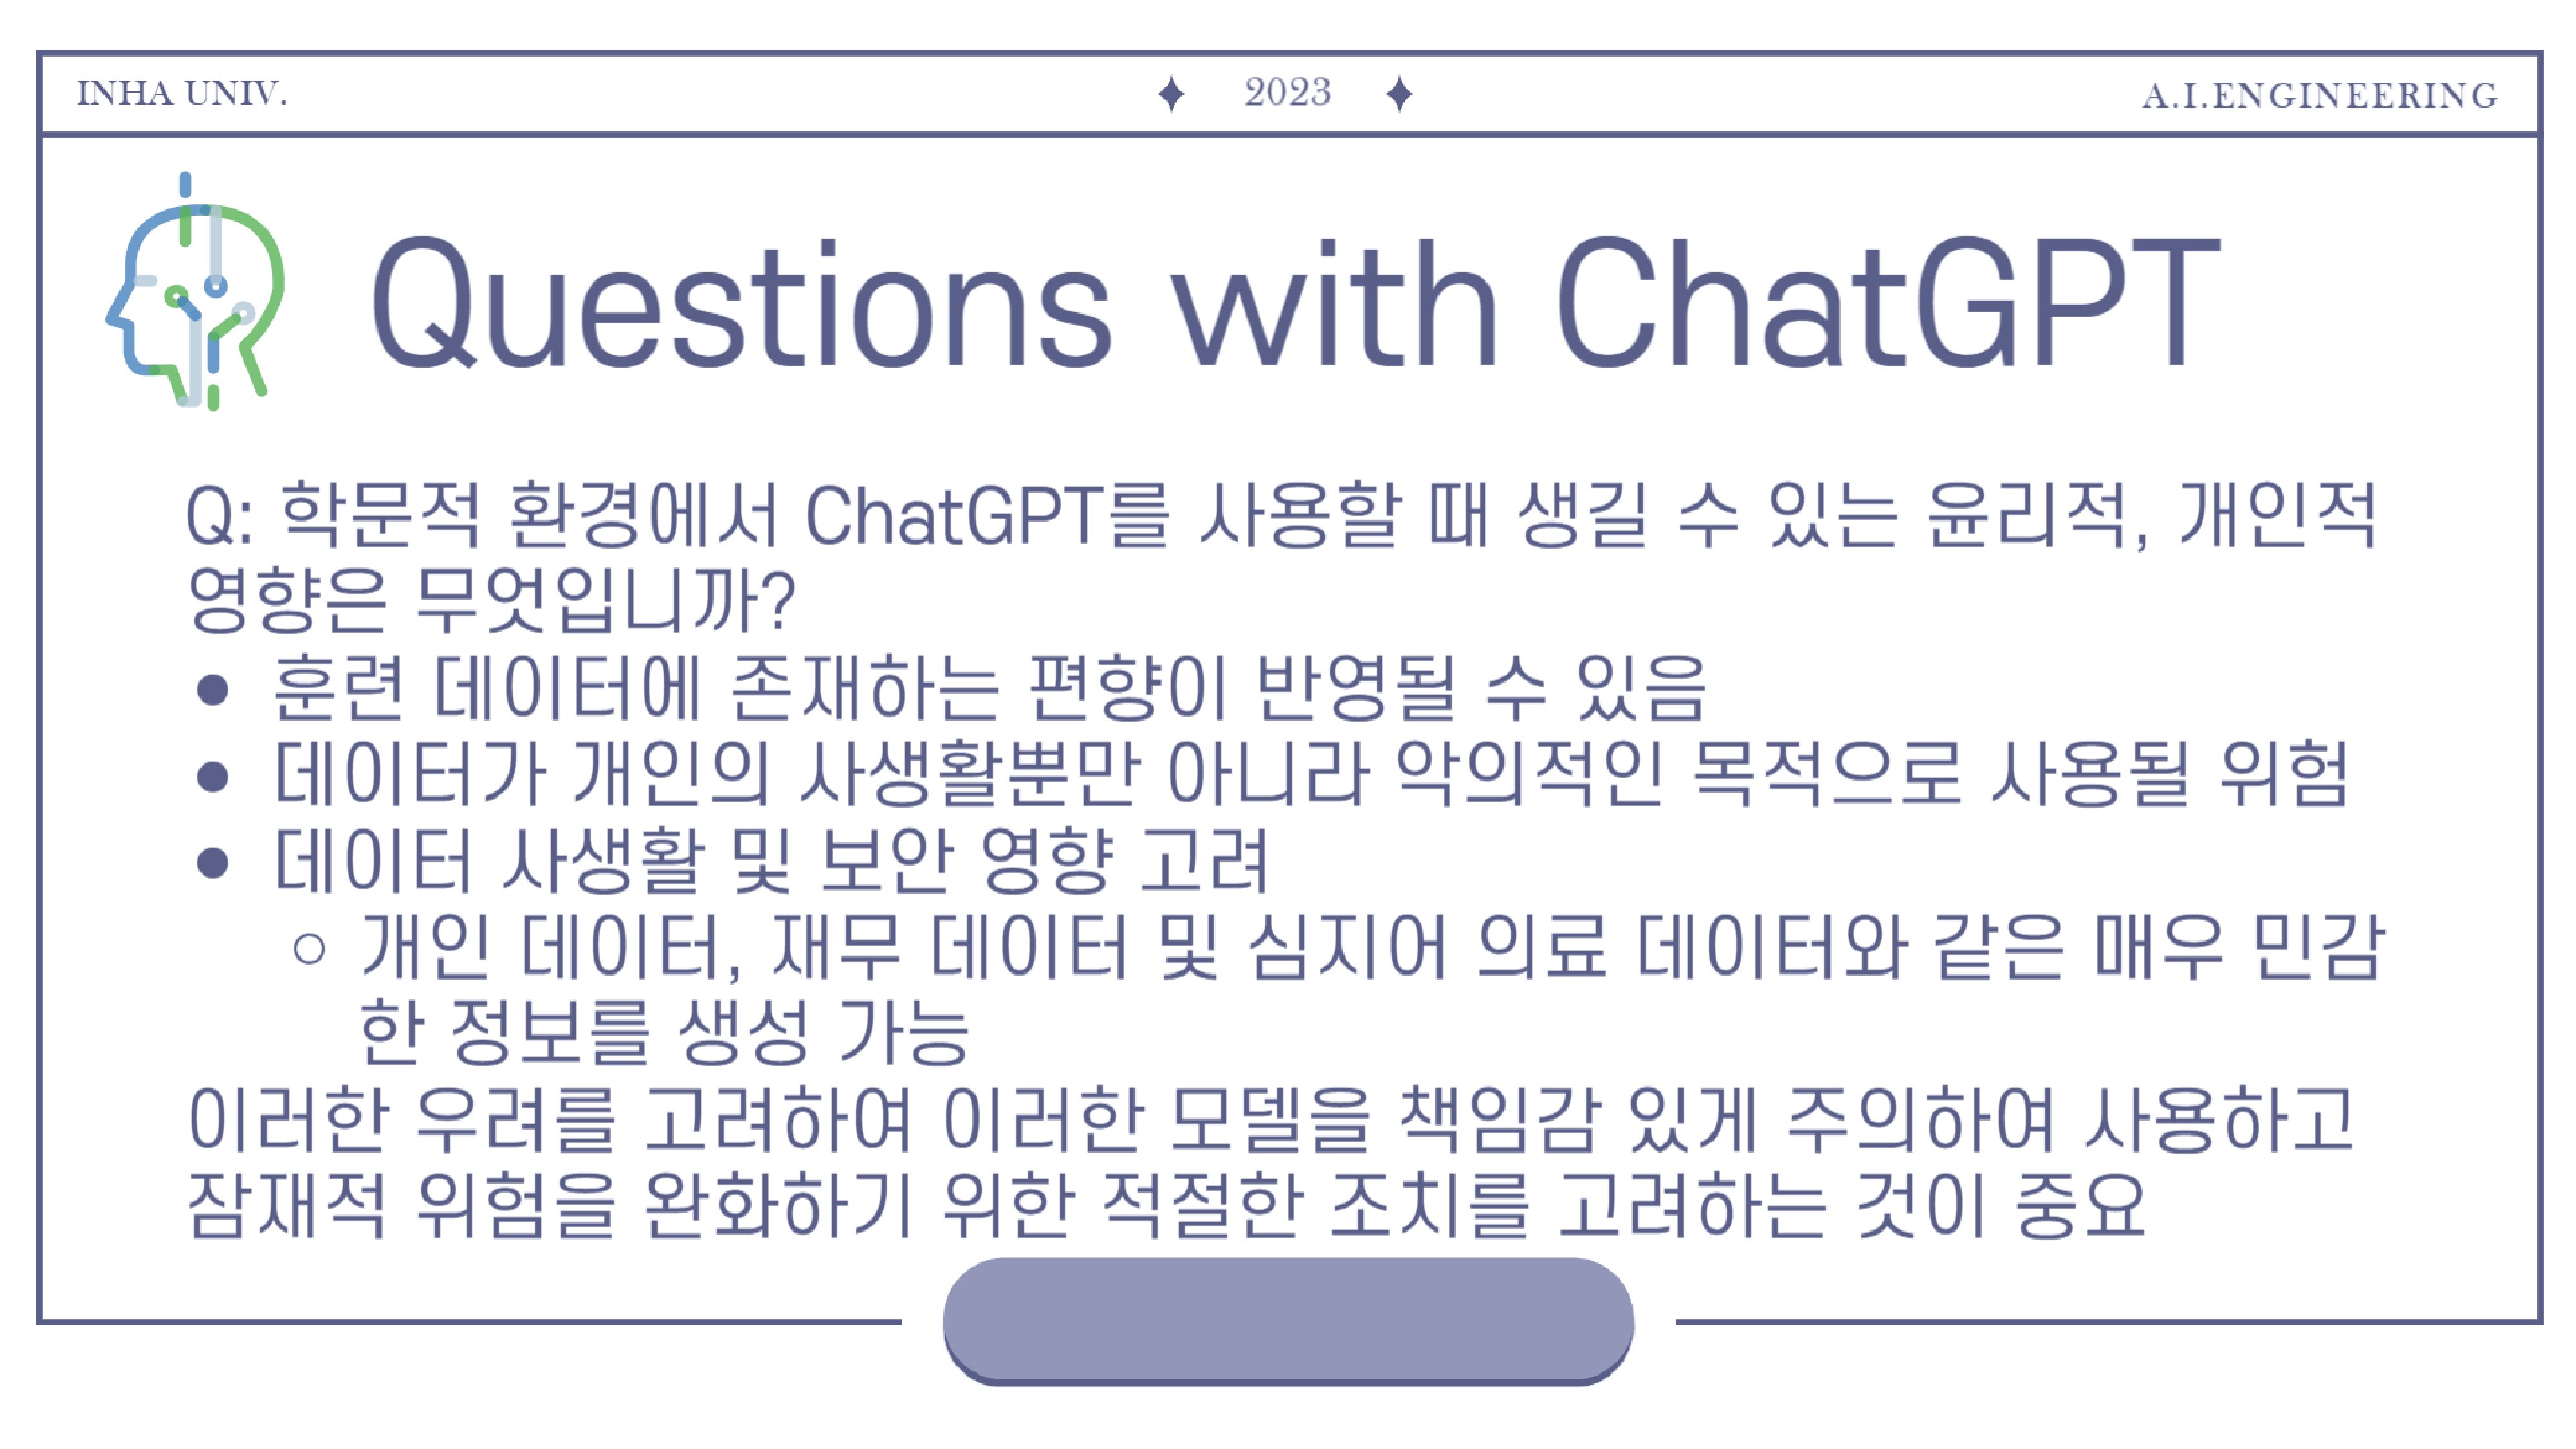 INHA UNIV.
2023
A.I.ENGINEERING
Questions with ChatGPT
Q: 학문적 환경에서 ChatGPT를 사용할 때 생길 수 있는 윤리적, 개인적
영향은 무엇입니까?
● 훈련 데이터에 존재하는 편향이 반영될 수 있음
● 데이터가 개인의 사생활뿐만 아니라 악의적인 목적으로 사용될 위험
● 데이터 사생활 및 보안 영향 고려
○ 개인 데이터, 재무 데이터 및 심지어 의료 데이터와 같은 매우 민감
한 정보를 생성 가능
이러한 우려를 고려하여 이러한 모델을 책임감 있게 주의하여 사용하고
잠재적 위험을 완화하기 위한 적절한 조치를 고려하는 것이 중요